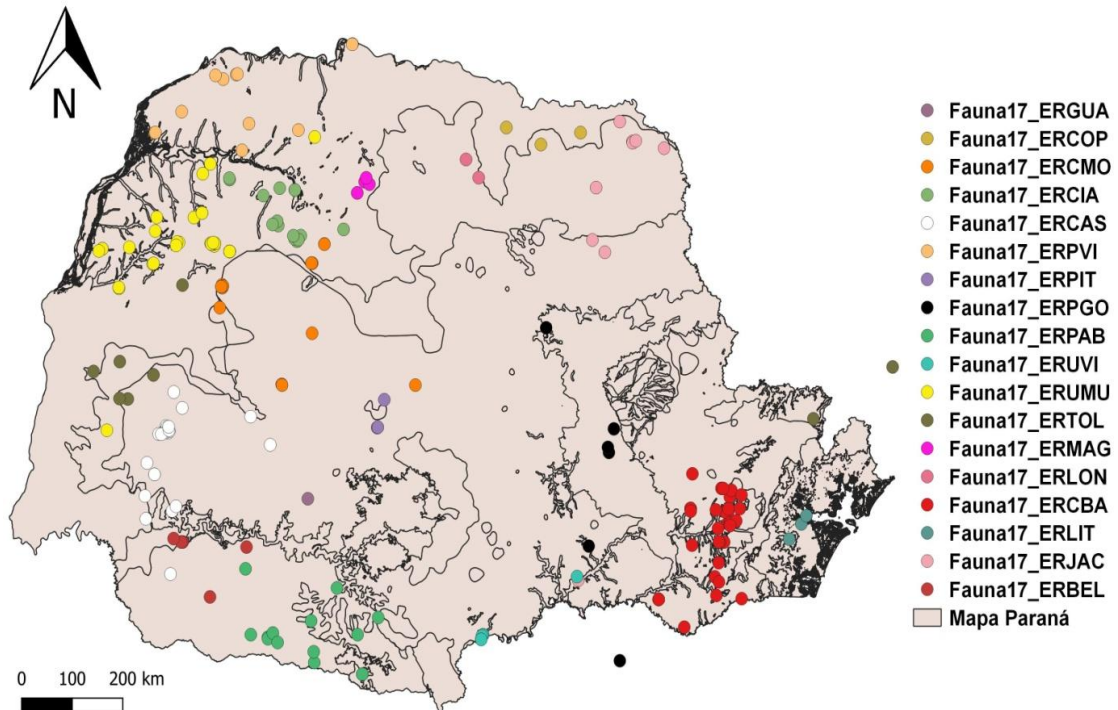 N
Fauna17_ERGUA
Fauna17_ERCOP
Fauna17_ERCMO
Fauna17_ERCIA
Fauna17_ERCAS
Fauna17_ERPVI
Fauna17_ERPIT
Fauna17_ERPGO
Fauna17_ERPAB
Fauna17_ERUVI
Fauna17_ERUMU
Fauna17_ERTOL
Fauna17_ERMAG
Fauna17_ERLON
Fauna17_ERCBA
Fauna17_ERLIT
Fauna17_ERJAC
Fauna17_ERBEL
Mapa Paraná
0 100 200 km